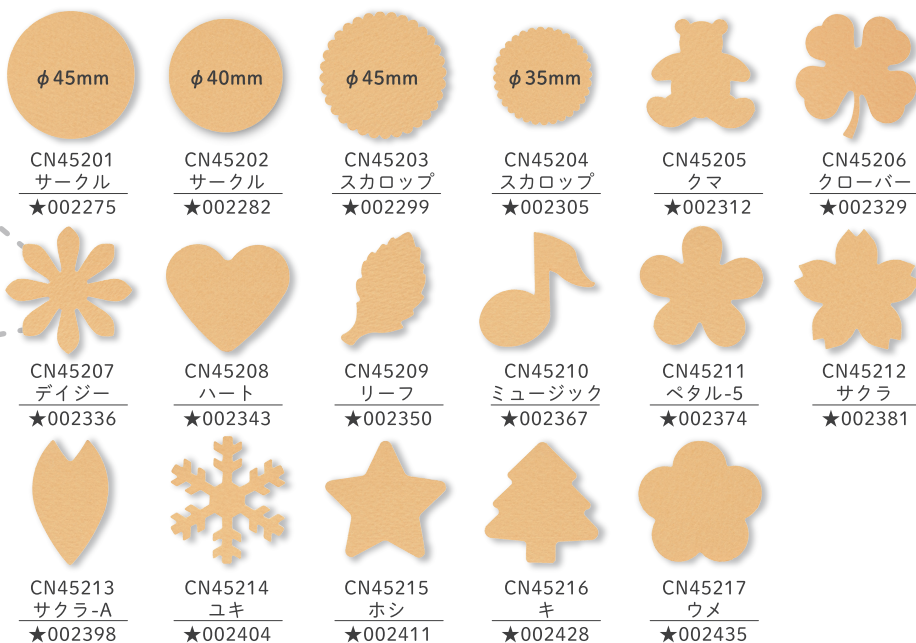 φ45mm
φ40mm
φ45mm
φ35mm
CN45201
サークル
★002275
CN45202
サークル
★002282
CN45203
スカロップ
★002299
CN45204
スカロップ
★002305
CN45205
クマ
★002312
CN45206
クローバー
★002329
CN45207
デイジー
★002336
CN45208
ハート
★002343
CN45209
リーフ
★002350
CN45210
ミュージック
★002367
CN45211
ペタル-5
★002374
CN45212
サクラ
★002381
CN45213
サクラ-A
★002398
CN45214
ユキ
★002404
CN45215
ホシ
★002411
CN45216
キ
★002428
CN45217
ウメ
★002435